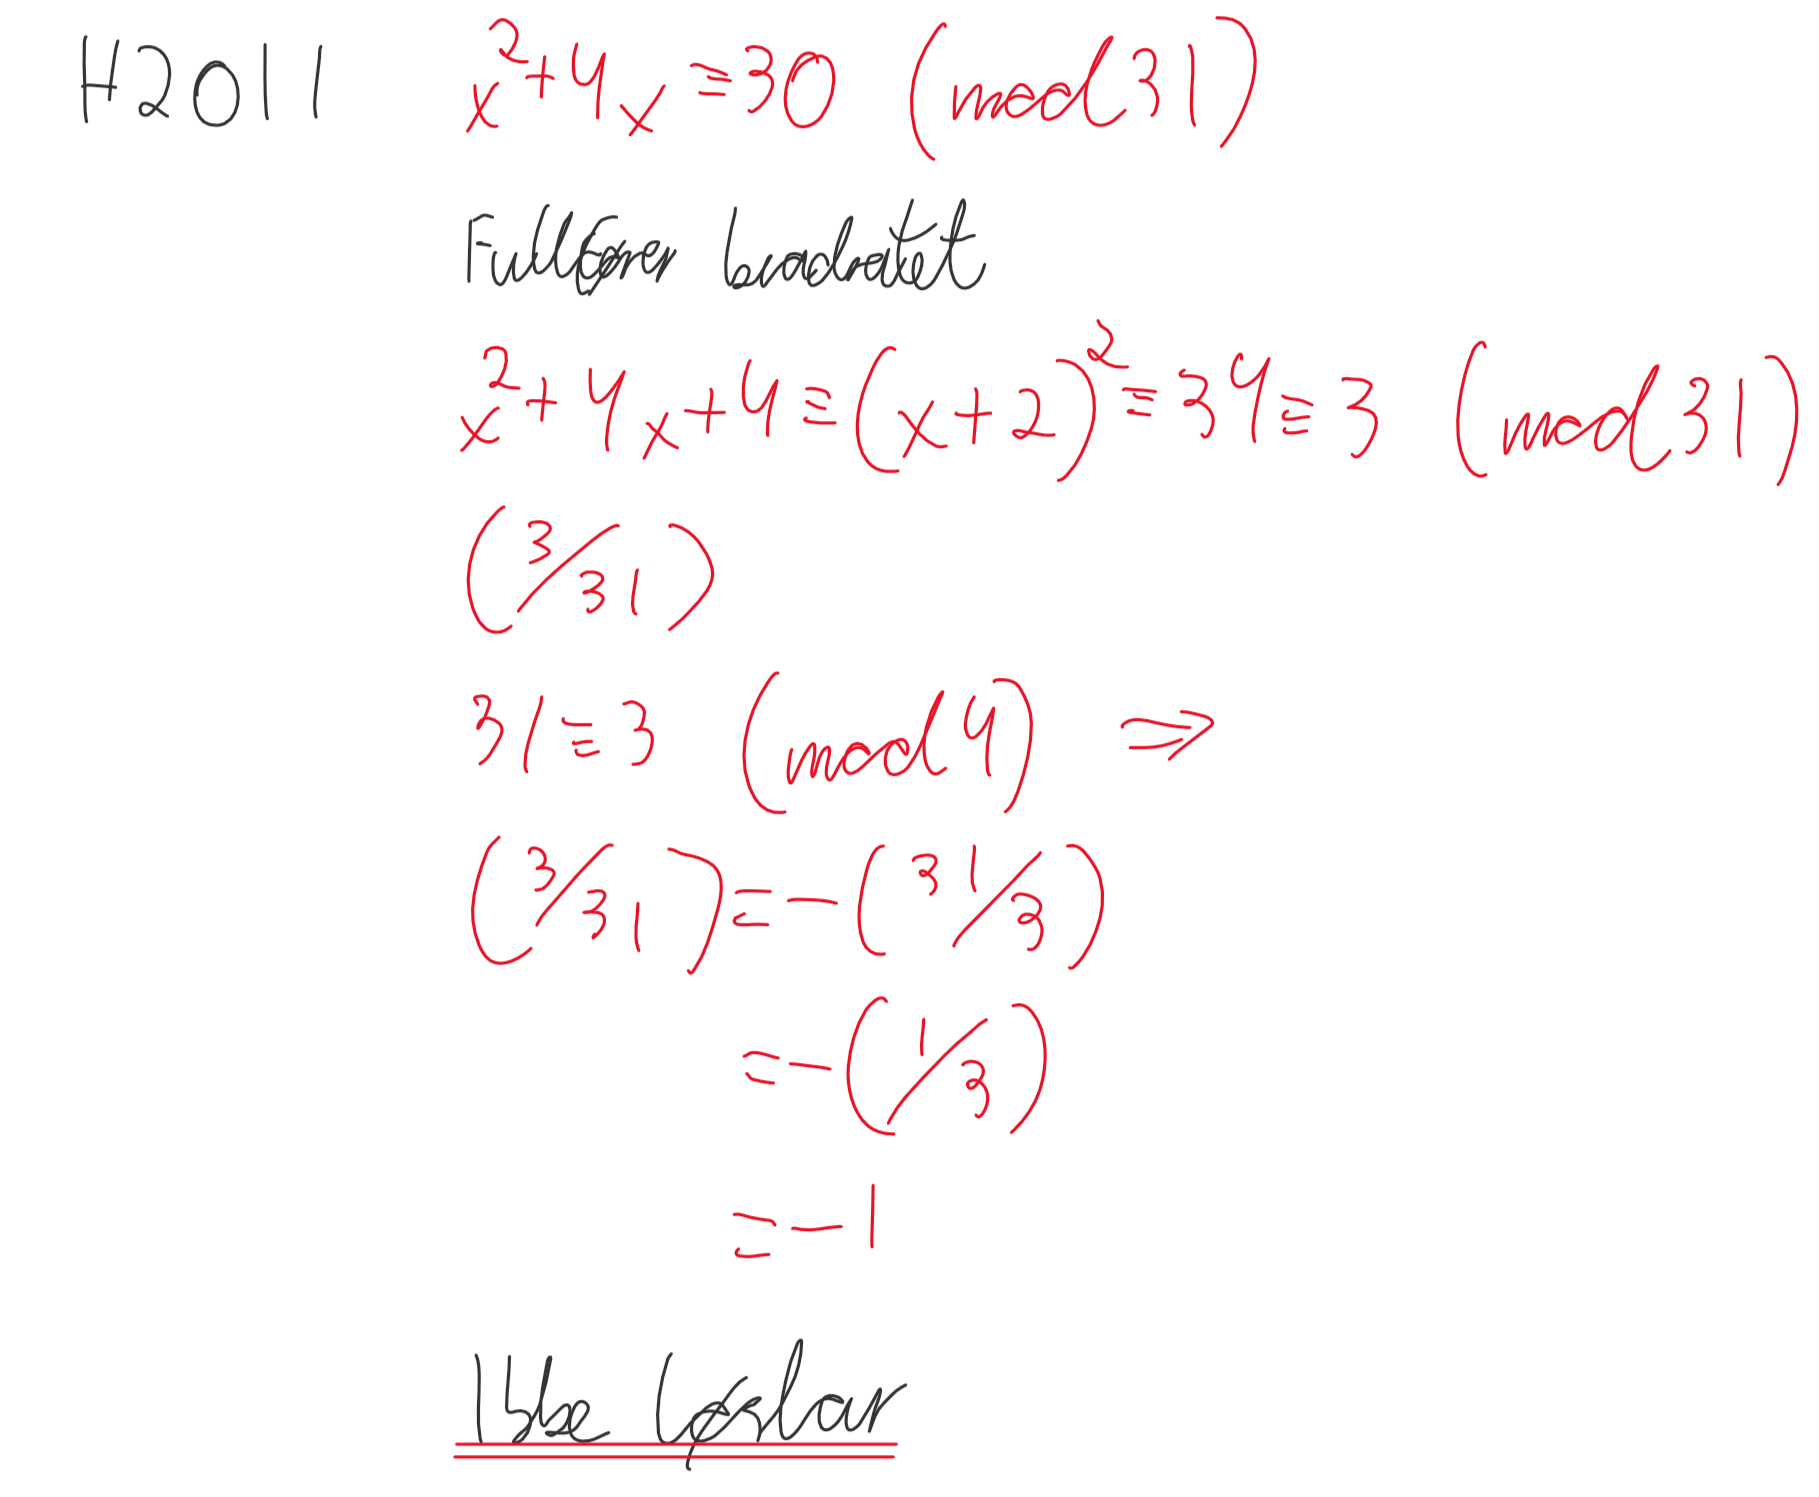 H2011 x²+4x≡30 (mod 31)
Fullfører kvadratet
x²+4x+4≡(x+2)²≡34≡3 (mod 31)
(3/31)
31≡3 (mod 4) ⇒
(3/31)=-(31/3)
=-(1/3)
=-1
Ikke løsbar